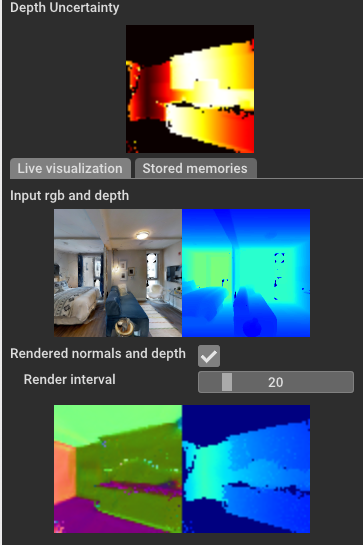 Depth Uncertainty
Live visualization Stored memories
Input rgb and depth
Rendered normals and depth
Render interval 20